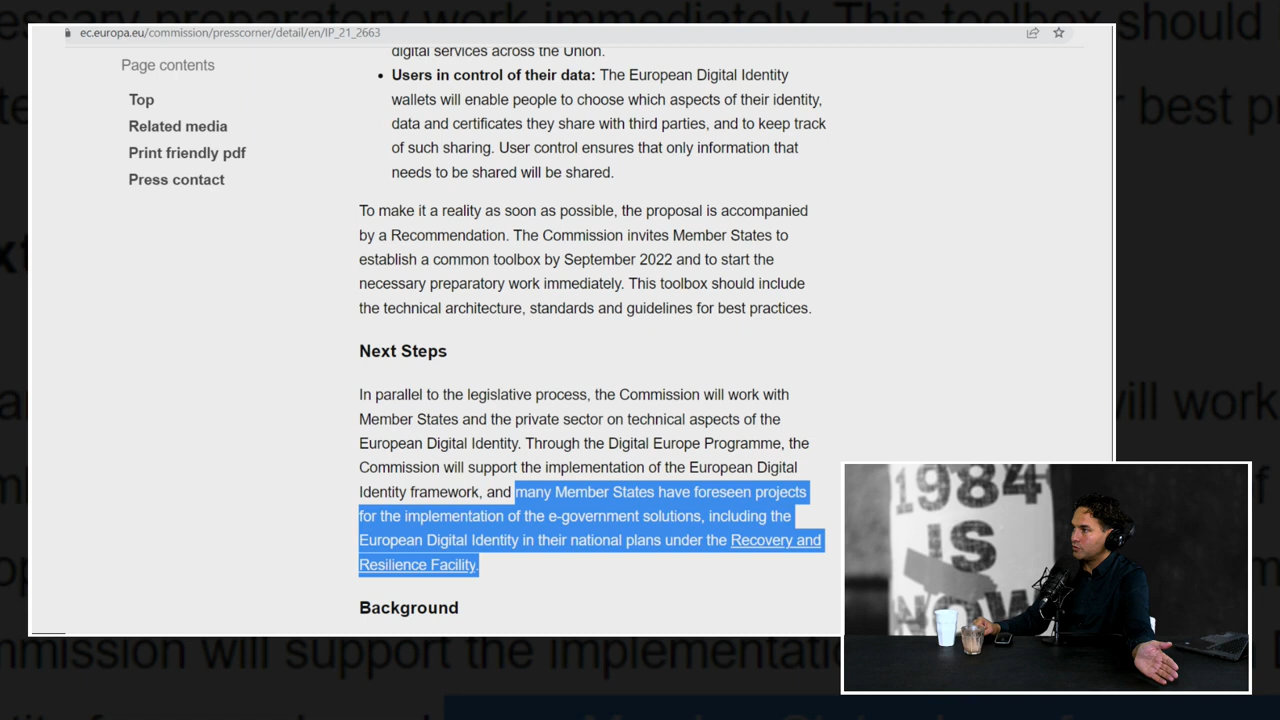 ec.europa.eu/commission/presscorner/detail/en/IP_21_2663
Page contents
Top
Related media
Print friendly pdf
Press contact
digital services across the Union.
• Users in control of their data: The European Digital Identity
wallets will enable people to choose which aspects of their identity,
data and certificates they share with third parties, and to keep track
of such sharing. User control ensures that only information that
needs to be shared will be shared.
To make it a reality as soon as possible, the proposal is accompanied
by a Recommendation. The Commission invites Member States to
establish a common toolbox by September 2022 and to start the
necessary preparatory work immediately. This toolbox should include
the technical architecture, standards and guidelines for best practices.
Next Steps
In parallel to the legislative process, the Commission will work with
Member States and the private sector on technical aspects of the
European Digital Identity. Through the Digital Europe Programme, the
Commission will support the implementation of the European Digital
Identity framework, and many Member States have foreseen projects
for the implementation of the e-government solutions, including the
European Digital Identity in their national plans under the Recovery and
Resilience Facility.
Background
1984
IS
NOW